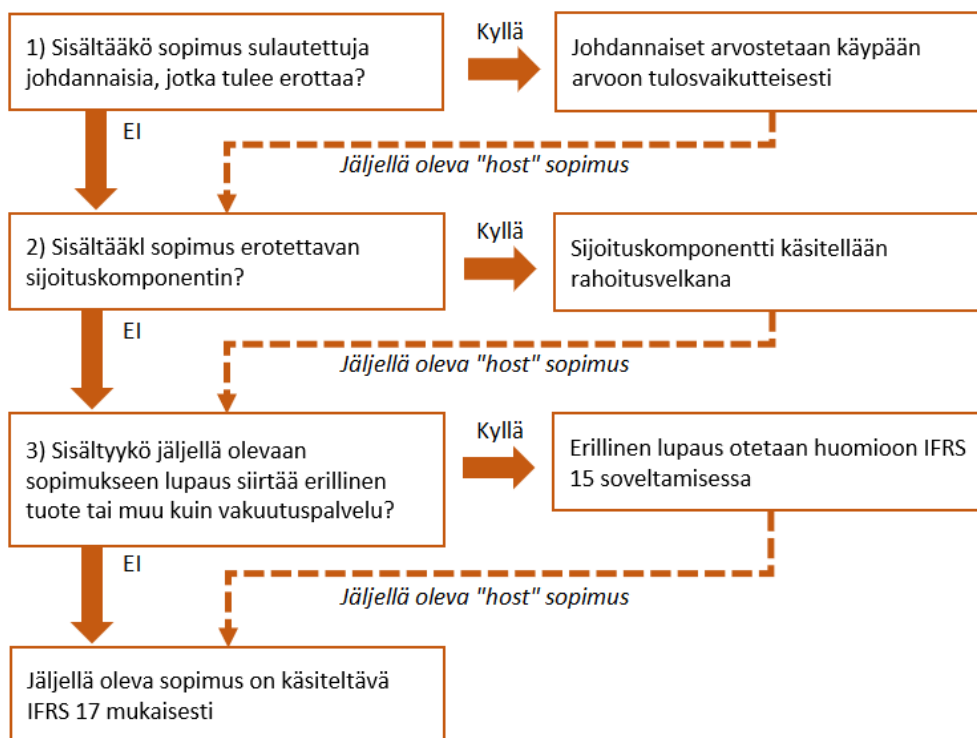 1) Sisältääkö sopimus sulautettuja
johdannaisia, jotka tulee erottaa?
Kyllä
Johdannaiset arvostetaan käypään
arvoon tulosvaikutteisesti
EI
Jäljellä oleva "host" sopimus
2) Sisältääkl sopimus erotettavan
sijoituskomponentin?
Kyllä
Sijoituskomponentti käsitellään
rahoitusvelkana
EI
Jäljellä oleva "host" sopimus
3) Sisältyykö jäljellä olevaan
sopimukseen lupaus siirtää erillinen
tuote tai muu kuin vakuutuspalvelu?
Kyllä
Erillinen lupaus otetaan huomioon IFRS
15 soveltamisessa
EI
Jäljellä oleva "host" sopimus
Jäljellä oleva sopimus on käsiteltävä
IFRS 17 mukaisesti